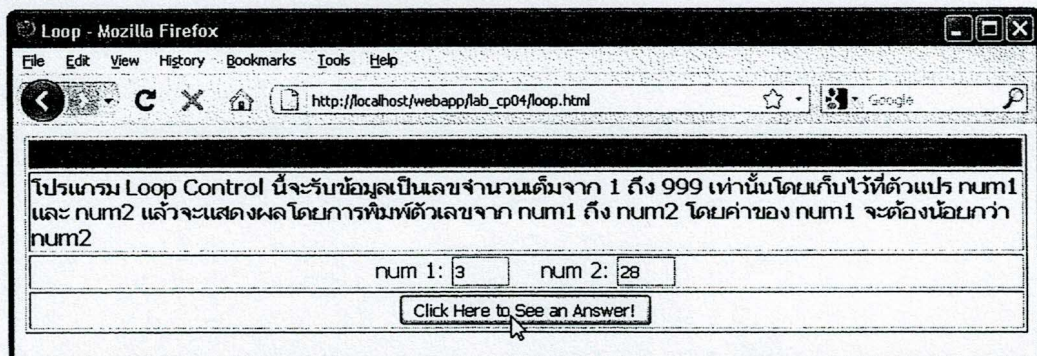 Loop - Mozilla Firefox
File Edit View History Bookmarks Tools Help
http://localhost/webapp/lab_cp04/loop.html Google
โปรแกรม Loop Control นี้จะรับข้อมูลเป็นเลขจำนวนเต็มจาก 1 ถึง 999 เท่านั้นโดยเก็บไว้ที่ตัวแปร num1
และ num2 แล้วจะแสดงผลโดยการพิมพ์ตัวเลขจาก num1 ถึง num2 โดยค่าของ num1 จะต้องน้อยกว่า
num2
num 1: 3 num 2: 28
Click Here to See an Answer!